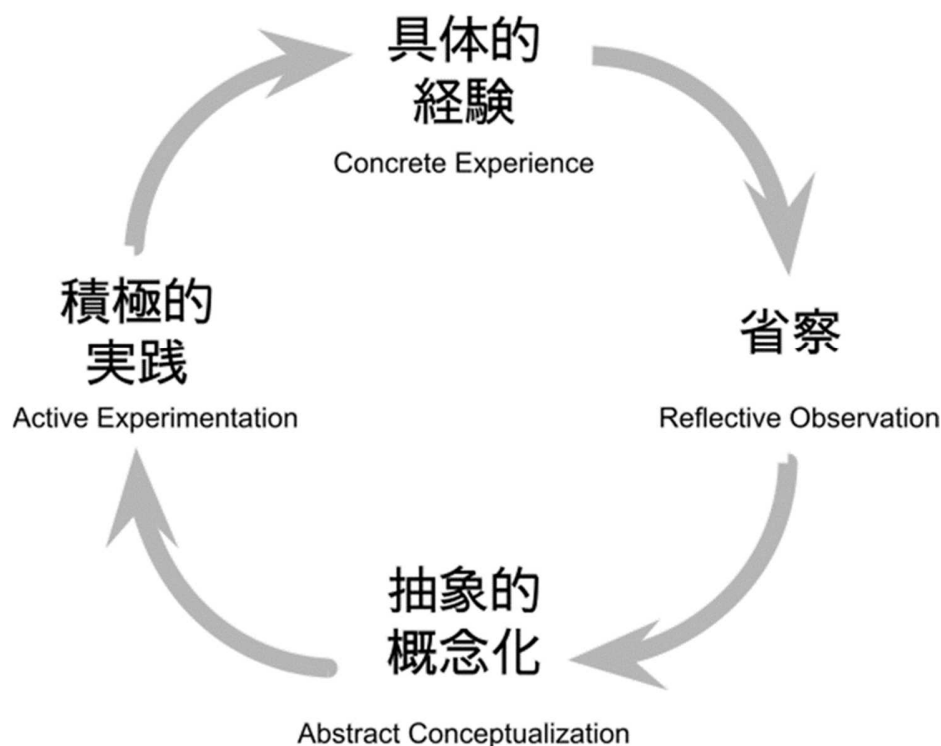 具体的
経験
Concrete Experience
積極的
実践
Active Experimentation
省察
Reflective Observation
抽象的
概念化
Abstract Conceptualization